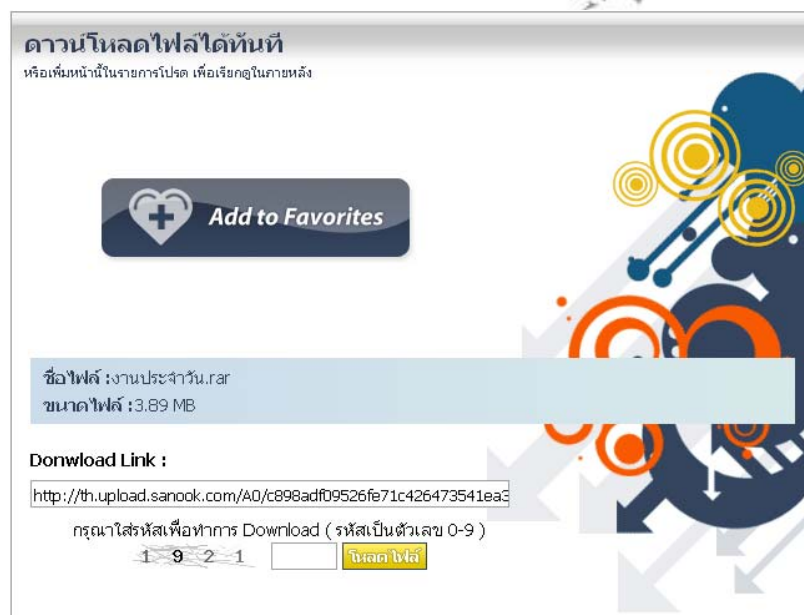 ดาวน์โหลดไฟล์ได้ทันที
หรือเพิ่มหน้านี้ในรายการโปรด เพื่อเรียกดูในภายหลัง
Add to Favorites
ชื่อไฟล์ :งานประจำวัน.rar
ขนาดไฟล์ :3.89 MB
Donwload Link :
http://th.upload.sanook.com/A0/c898adf09526fe71c426473541ea3
กรุณาใส่รหัสเพื่อทำการ Download ( รหัสเป็นตัวเลข 0-9 )
1 9 2 1 โหลดไฟล์